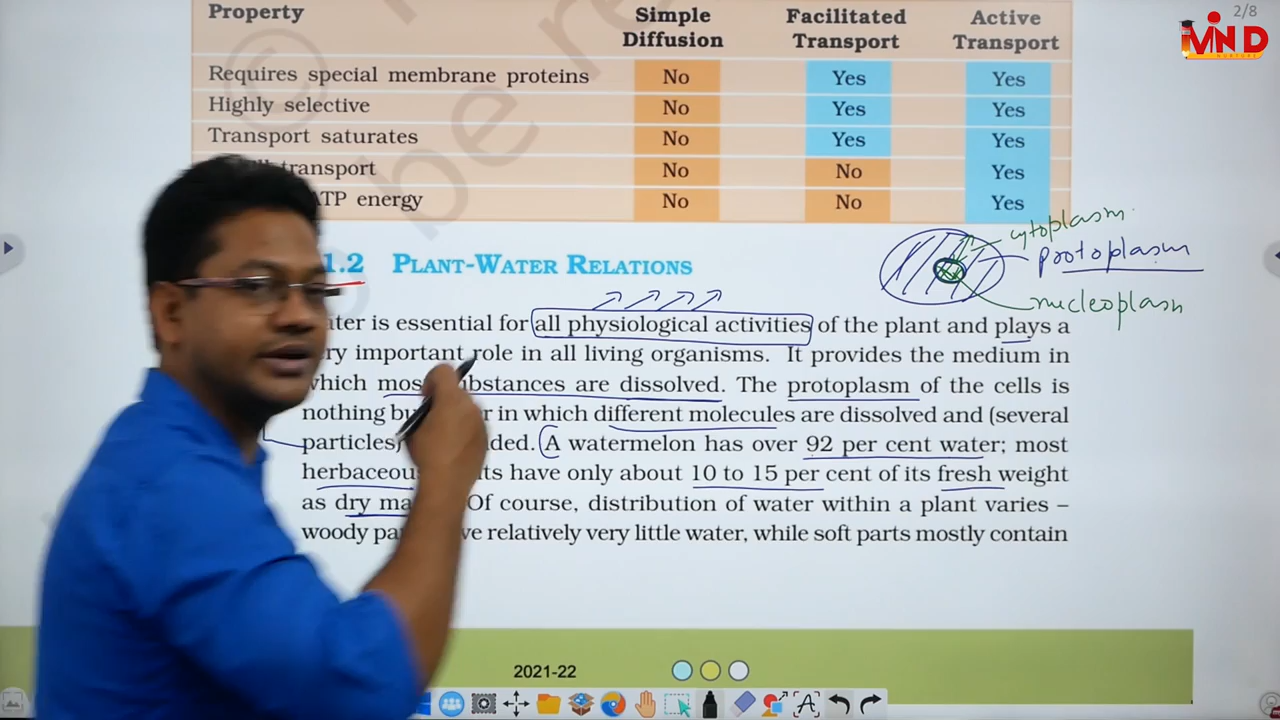 2/8
MIND
Property
Simple Diffusion
Facilitated Transport
Active Transport
Requires special membrane proteins No Yes Yes
Highly selective No Yes Yes
Transport saturates No Yes Yes
transport No No Yes
ATP energy No No Yes
cytoplasm
protoplasm
nucleoplasm
1.2 PLANT-WATER RELATIONS
ater is essential for all physiological activities of the plant and plays a
ry important role in all living organisms. It provides the medium in
which most substances are dissolved. The protoplasm of the cells is
nothing bu in which different molecules are dissolved and (several
particles) ded. A watermelon has over 92 per cent water; most
herbaceous ts have only about 10 to 15 per cent of its fresh weight
as dry ma Of course, distribution of water within a plant varies –
woody pa ve relatively very little water, while soft parts mostly contain
2021-22